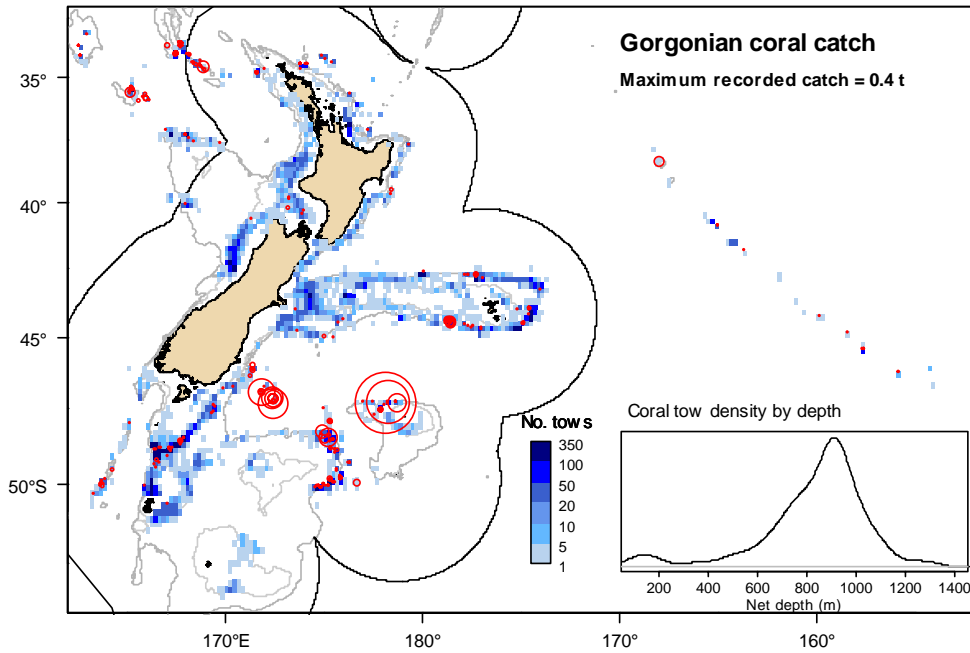 Gorgonian coral catch
Maximum recorded catch = 0.4 t
35°
40°
45°
50°S
170°E
180°
170°
160°
No. tows
350
100
50
20
10
5
1
Coral tow density by depth
200 400 600 800 1000 1200 1400
Net depth (m)